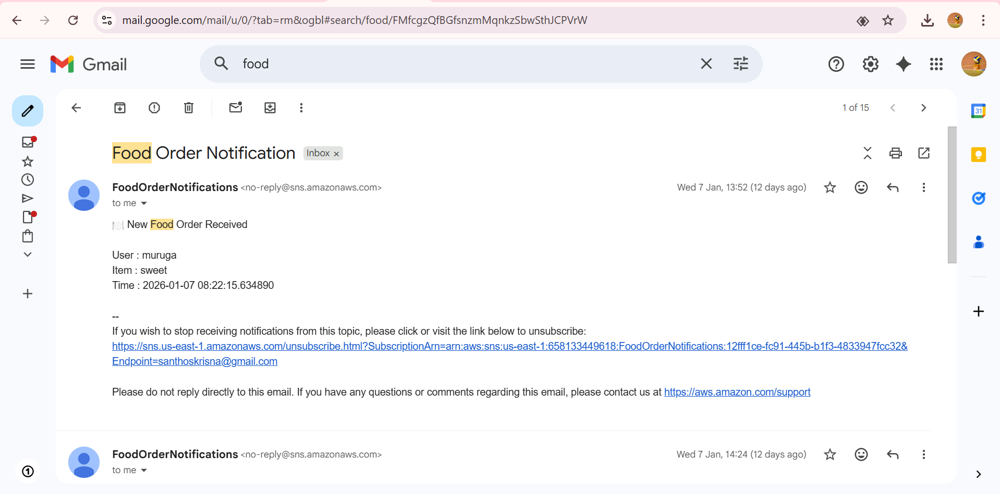 mail.google.com/mail/u/0/?tab=rm&ogbl#search/food/FMfcgzQfBGfsnzmMqnkzSbwSthJCPVrW
Gmail
food
1 of 15
31
Food Order Notification
Inbox x
FoodOrderNotifications <no-reply@sns.amazonaws.com>
Wed 7 Jan, 13:52 (12 days ago)
to me
🍽️ New Food Order Received
User : muruga
Item : sweet
Time : 2026-01-07 08:22:15.634890
--
If you wish to stop receiving notifications from this topic, please click or visit the link below to unsubscribe:
https://sns.us-east-1.amazonaws.com/unsubscribe.html?SubscriptionArn=arn:aws:sns:us-east-1:658133449618:FoodOrderNotifications:12fff1ce-fc91-445b-b1f3-4833947fcc32&
Endpoint=santhoskrisna@gmail.com
Please do not reply directly to this email. If you have any questions or comments regarding this email, please contact us at https://aws.amazon.com/support
FoodOrderNotifications <no-reply@sns.amazonaws.com>
Wed 7 Jan, 14:24 (12 days ago)
to me
1